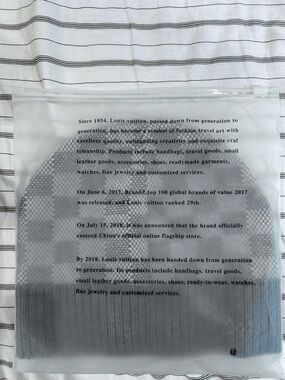 Since 1854, Louis vuitton, passed down from generation to
generation, has become a symbol of fashion travel art with
excellent quality, outstanding creativity and exquisite craf
tsmanship. Products include handbags, travel goods, small
leather goods, accessories, shoes, readymade garments,
watches, fine jewelry and customized services.
On June 6, 2017, BrandZ top 100 global brands of value 2017
was released, and Louis vuitton ranked 29th.
On July 15, 2018, it was announced that the brand officially
entered China's official online flagship store.
By 2018, Louis vuitton has been handed down from generation
to generation. Its products include handbags, travel goods,
small leather goods, accessories, shoes, ready-to-wear, watches,
fine jewelry and customized services.